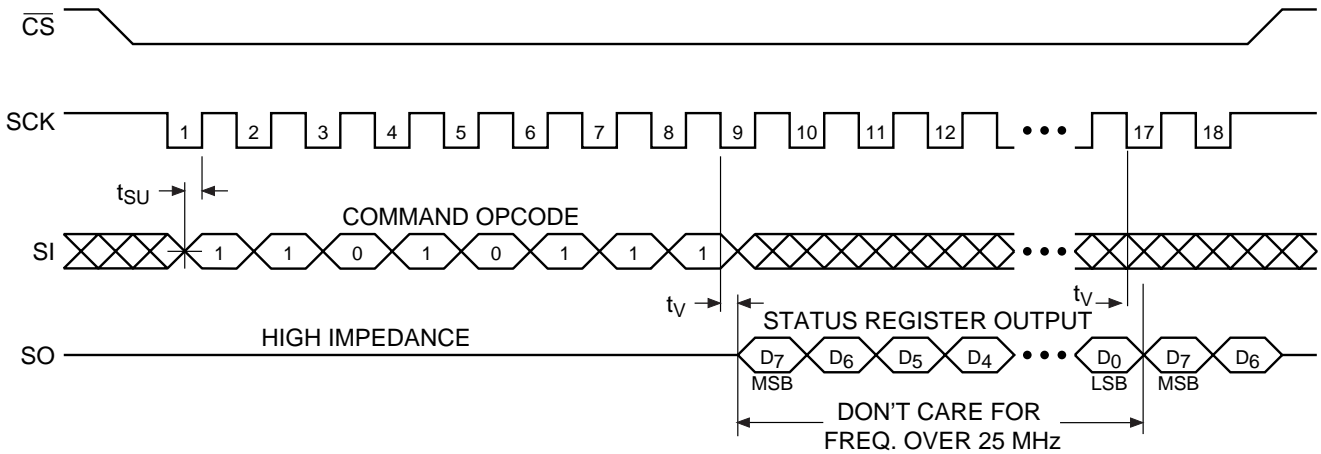 CS
SCK 1 2 3 4 5 6 7 8 9 10 11 12 ••• 17 18
tSU
COMMAND OPCODE
SI 1 1 0 1 0 1 1 1 •••
tV tV
HIGH IMPEDANCE STATUS REGISTER OUTPUT
SO D7 D6 D5 D4 ••• D0 D7 D6
MSB LSB MSB
DON'T CARE FOR
FREQ. OVER 25 MHz